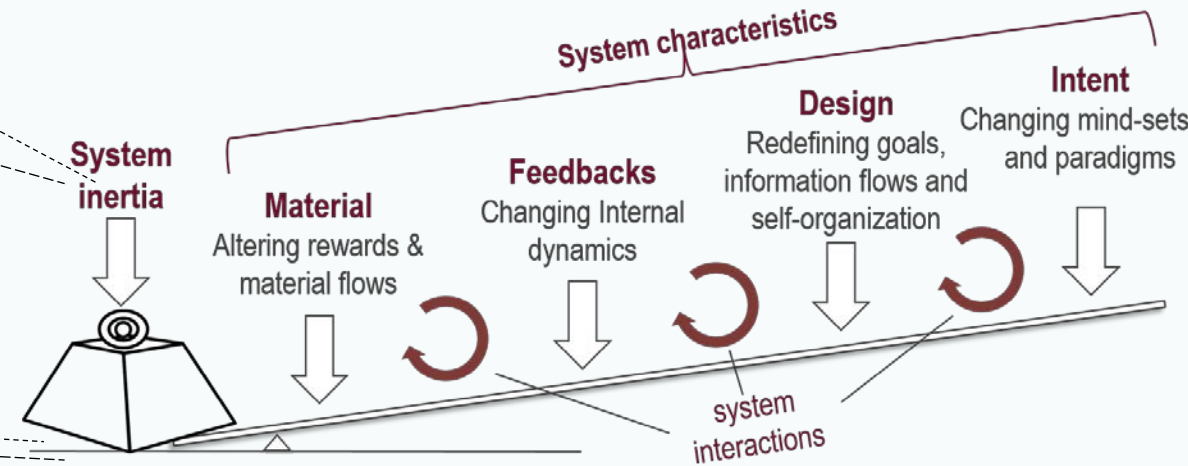 System characteristics
System
inertia
Material
Altering rewards &
material flows
Feedbacks
Changing Internal
dynamics
Design
Redefining goals,
information flows and
self-organization
Intent
Changing mind-sets
and paradigms
system
interactions